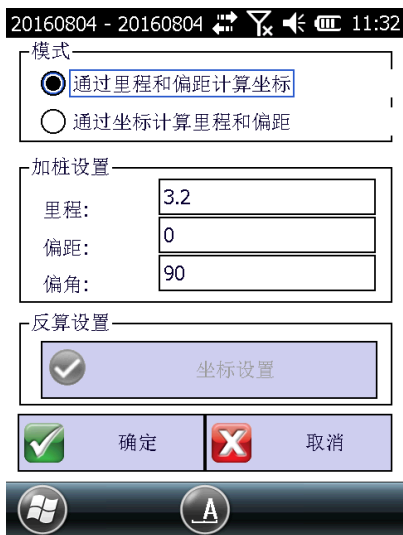 20160804 - 20160804 11:32
模式
通过里程和偏距计算坐标
通过坐标计算里程和偏距
加桩设置
里程: 3.2
偏距: 0
偏角: 90
反算设置
坐标设置
确定 取消
A